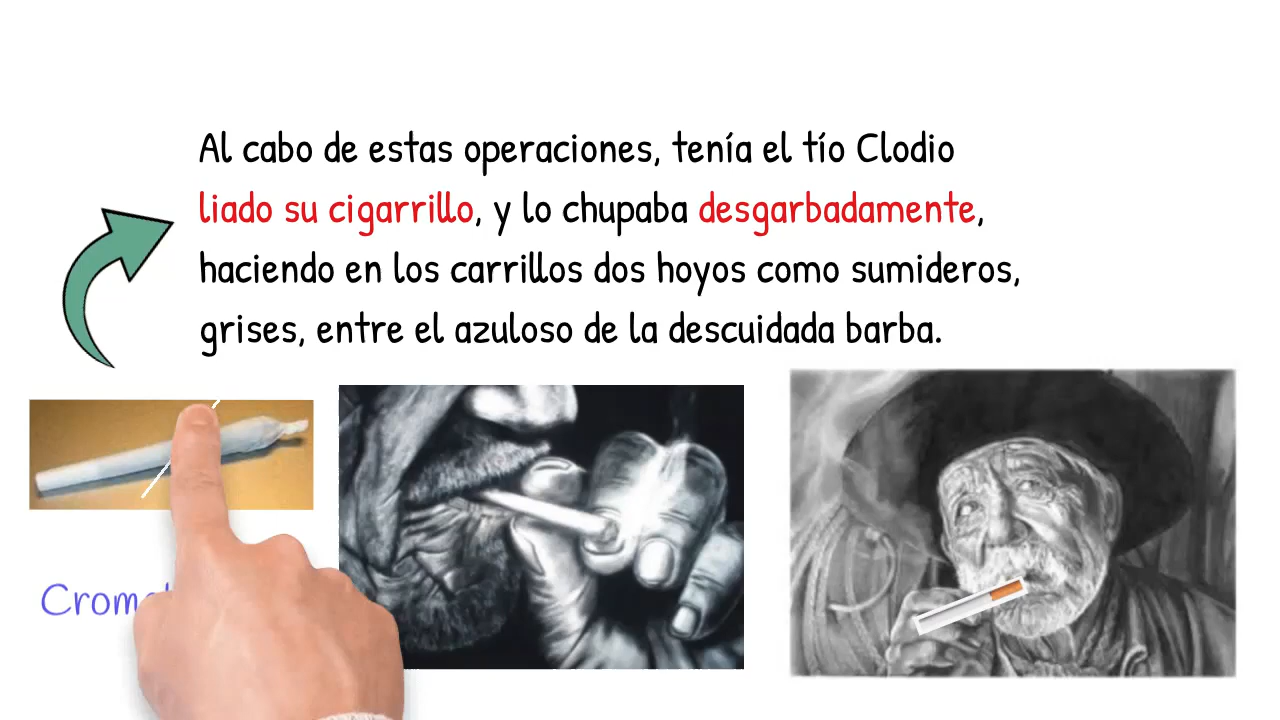 Al cabo de estas operaciones, tenía el tío Clodio
liado su cigarrillo, y lo chupaba desgarbadamente,
haciendo en los carrillos dos hoyos como sumideros,
grises, entre el azuloso de la descuidada barba.